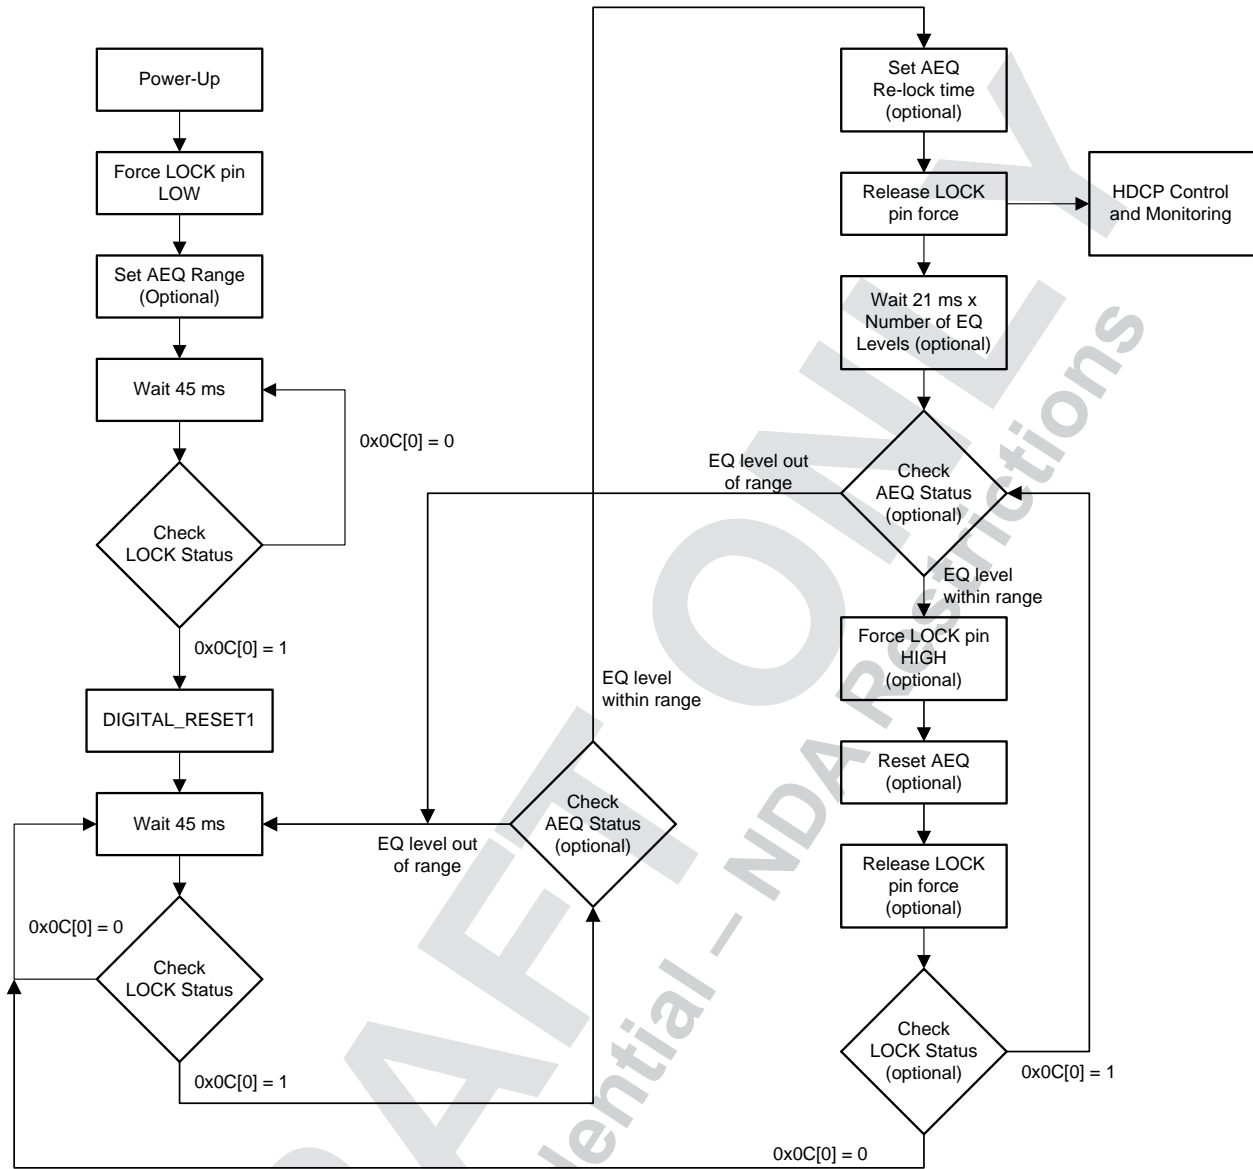 Power-Up
Force LOCK pin
LOW
Set AEQ Range
(Optional)
Wait 45 ms
0x0C[0] = 0
Check
LOCK Status
0x0C[0] = 1
DIGITAL_RESET1
Wait 45 ms
0x0C[0] = 0
Check
LOCK Status
0x0C[0] = 1
EQ level out
of range
Check
AEQ Status
(optional)
EQ level
within range
Set AEQ
Re-lock time
(optional)
Release LOCK
pin force
HDCP Control
and Monitoring
Wait 21 ms x
Number of EQ
Levels (optional)
EQ level out
of range
Check
AEQ Status
(optional)
EQ level
within range
Force LOCK pin
HIGH
(optional)
Reset AEQ
(optional)
Release LOCK
pin force
(optional)
Check
LOCK Status
(optional)
0x0C[0] = 1
0x0C[0] = 0
ONLY
– NDA Restrictions